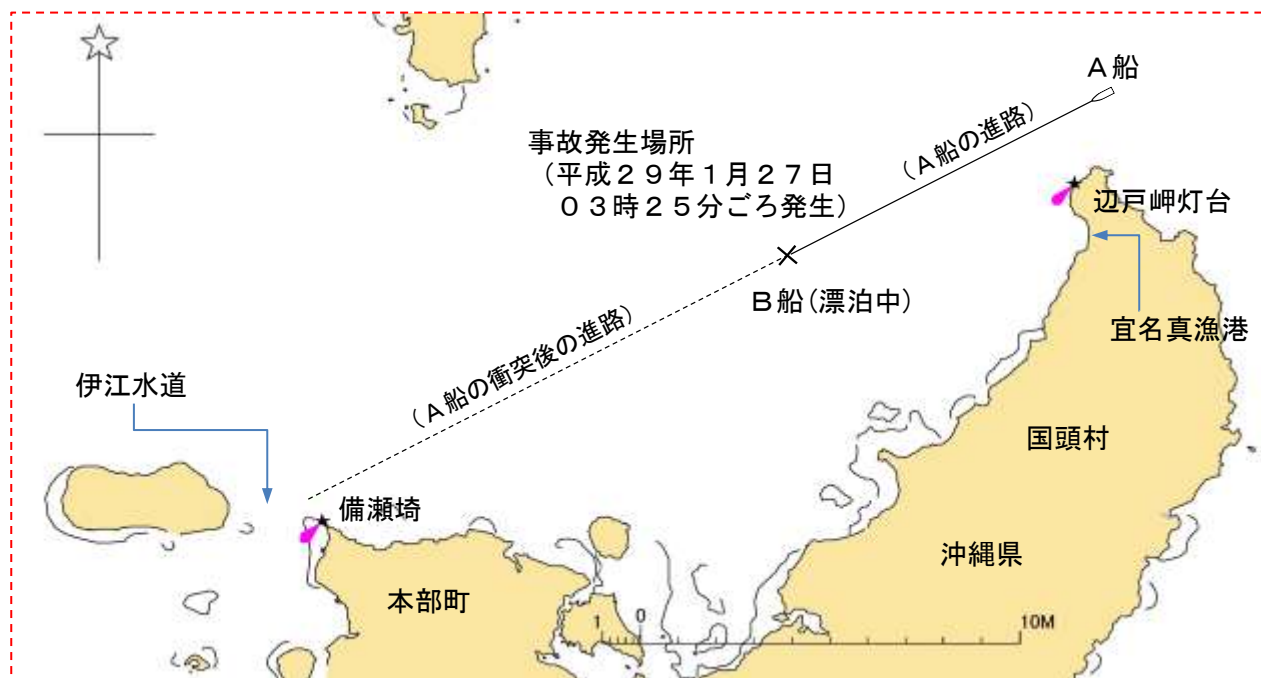 A船
(A船の進路)
事故発生場所
(平成29年1月27日
03時25分ごろ発生)
辺戸岬灯台
B船(漂泊中)
宜名真漁港
(A船の衝突後の進路)
伊江水道
国頭村
備瀬埼
沖縄県
本部町
1 0 10M